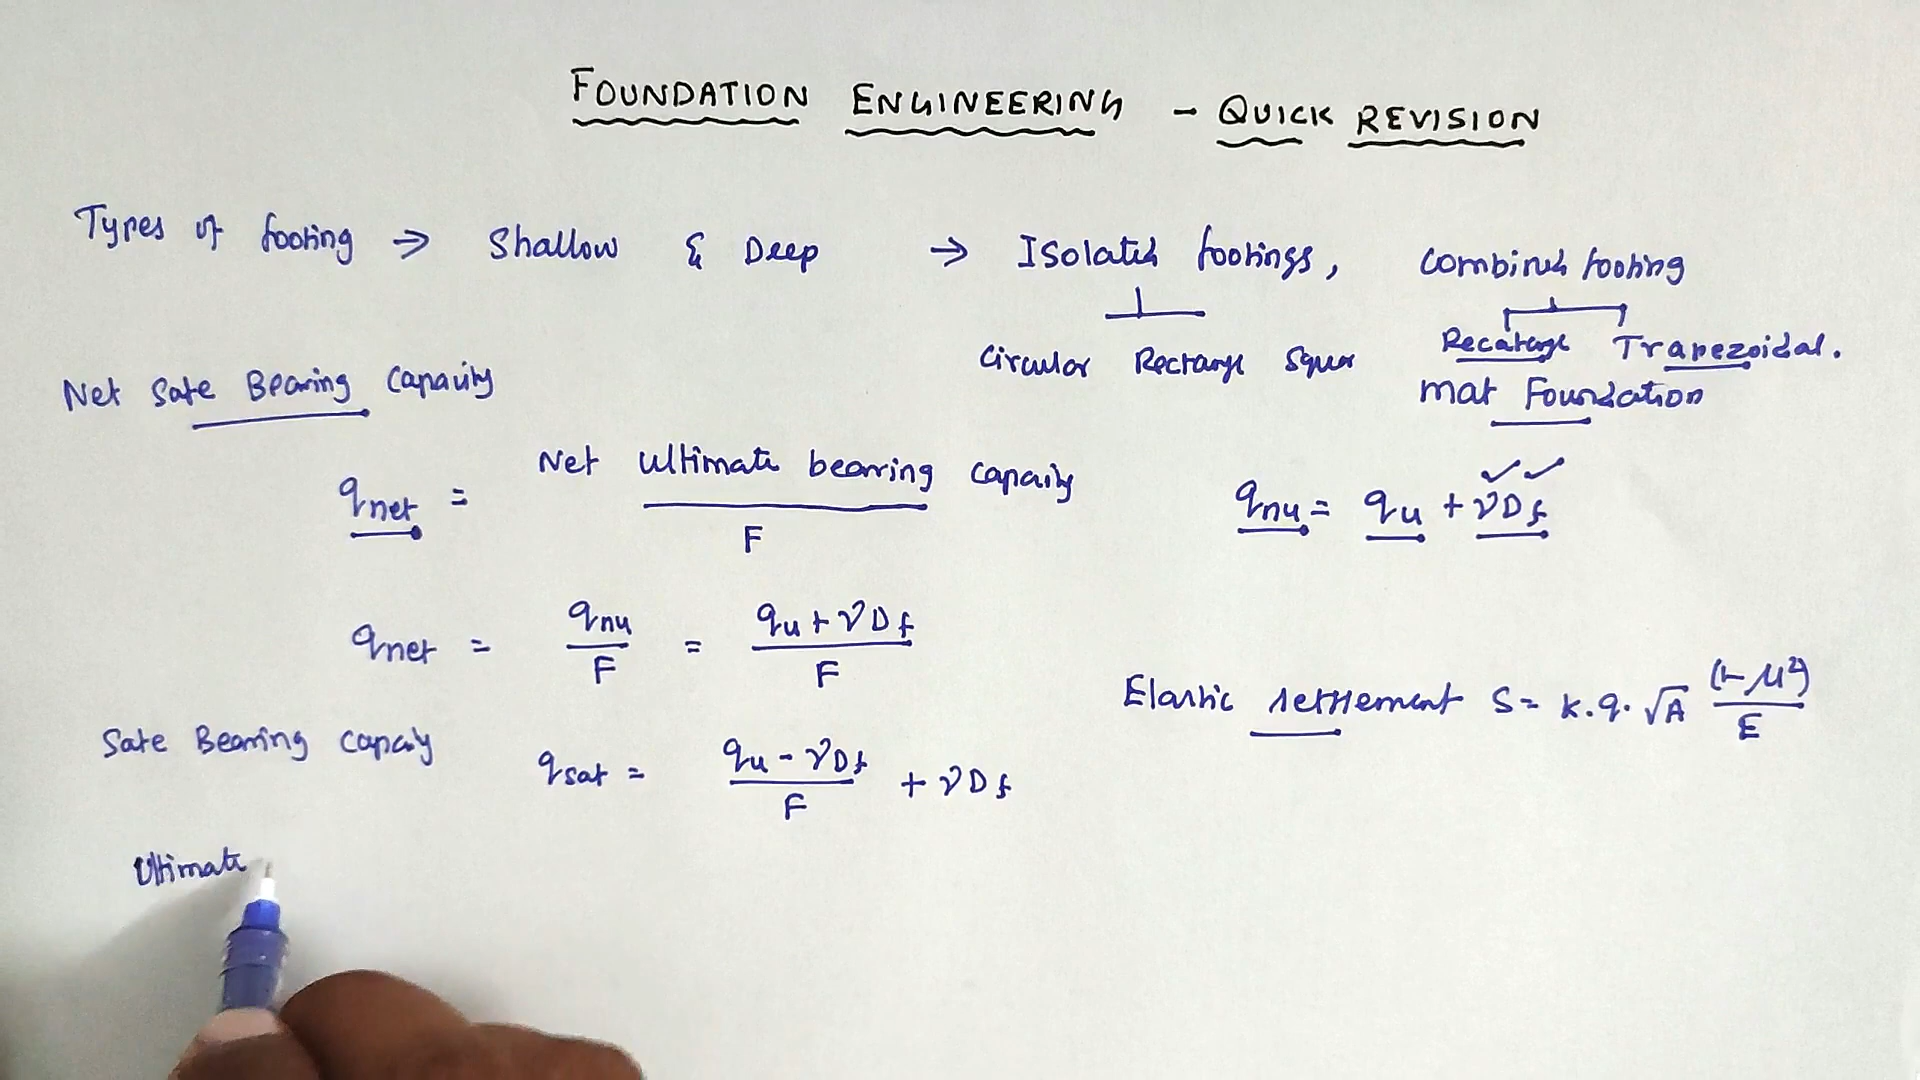 FOUNDATION ENGINEERING - QUICK REVISION
Types of footing → Shallow & Deep → Isolated footings, Combined footing
Circular Rectangle Square Rectangle Trapezoidal.
mat Foundation
Net Safe Bearing Capacity
qnet = Net ultimate bearing capacity / F
qnu = qu + γDf
qnet = qnu / F = qu + γDf / F
Elastic settlement S = k.q. √A (1-μ²) / E
Safe Bearing Capacity qsat = qu - γDf / F + γDf
Ultimate